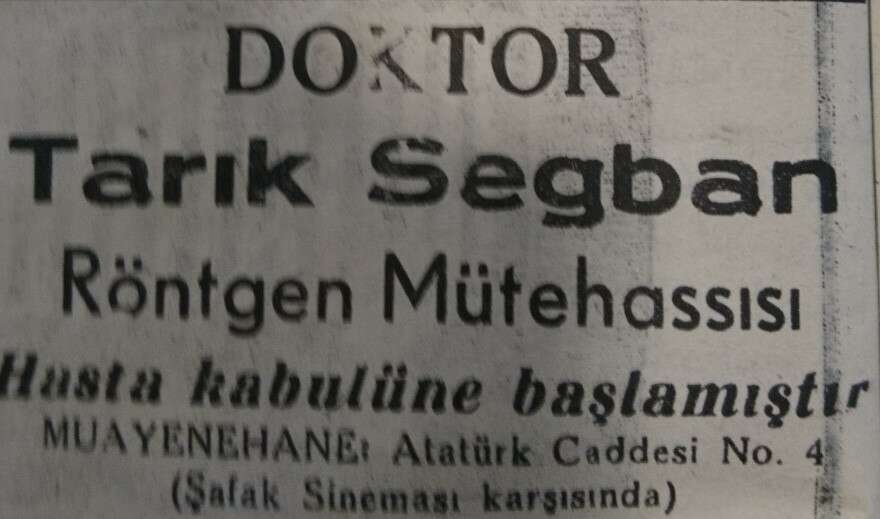 DOKTOR
Tarık Segban
Röntgen Mütehassısı
Hasta kabulüne başlamıştır
MUAYENEHANE: Atatürk Caddesi No. 4
(Şafak Sineması karşısında)